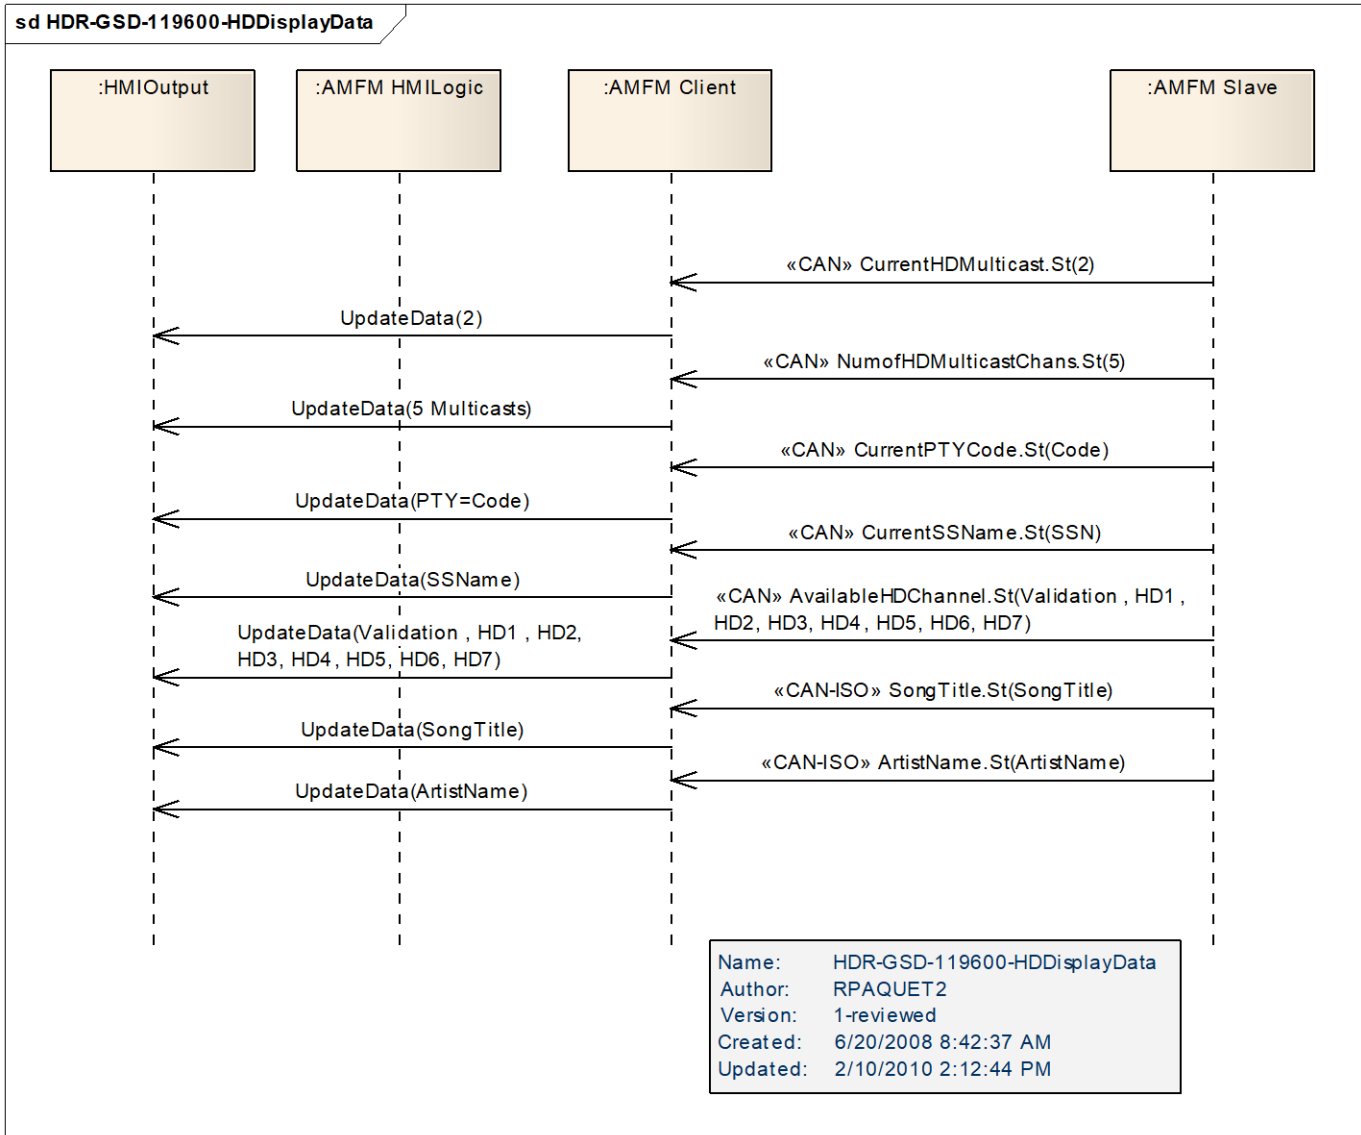 sd HDR-GSD-119600-HDDisplayData
:HMIOutput
:AMFM HMILogic
:AMFM Client
:AMFM Slave
«CAN» CurrentHDMulticast.St(2)
UpdateData(2)
«CAN» NumofHDMulticastChans.St(5)
UpdateData(5 Multicasts)
«CAN» CurrentPTYCode.St(Code)
UpdateData(PTY=Code)
«CAN» CurrentSSName.St(SSN)
UpdateData(SSName)
«CAN» AvailableHDChannel.St(Validation , HD1 ,
HD2, HD3, HD4 , HD5, HD6, HD7)
UpdateData(Validation , HD1 , HD2,
HD3, HD4 , HD5, HD6, HD7)
«CAN-ISO» SongTitle.St(SongTitle)
UpdateData(SongTitle)
«CAN-ISO» ArtistName.St(ArtistName)
UpdateData(ArtistName)
Name: HDR-GSD-119600-HDDisplayData
Author: RPAQUET2
Version: 1-reviewed
Created: 6/20/2008 8:42:37 AM
Updated: 2/10/2010 2:12:44 PM